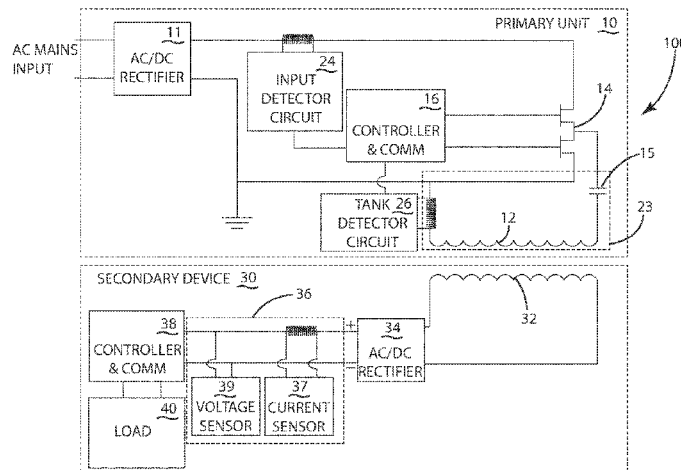 PRIMARY UNIT 10
AC MAINS
INPUT
11
AC/DC
RECTIFIER
24
INPUT
DETECTOR
CIRCUIT
16
CONTROLLER
& COMM
14
100
15
TANK 26
DETECTOR
CIRCUIT
12
23
SECONDARY DEVICE 30
36
32
38
CONTROLLER
& COMM
+
34
AC/DC
RECTIFIER
−
39
VOLTAGE
SENSOR
37
CURRENT
SENSOR
40
LOAD